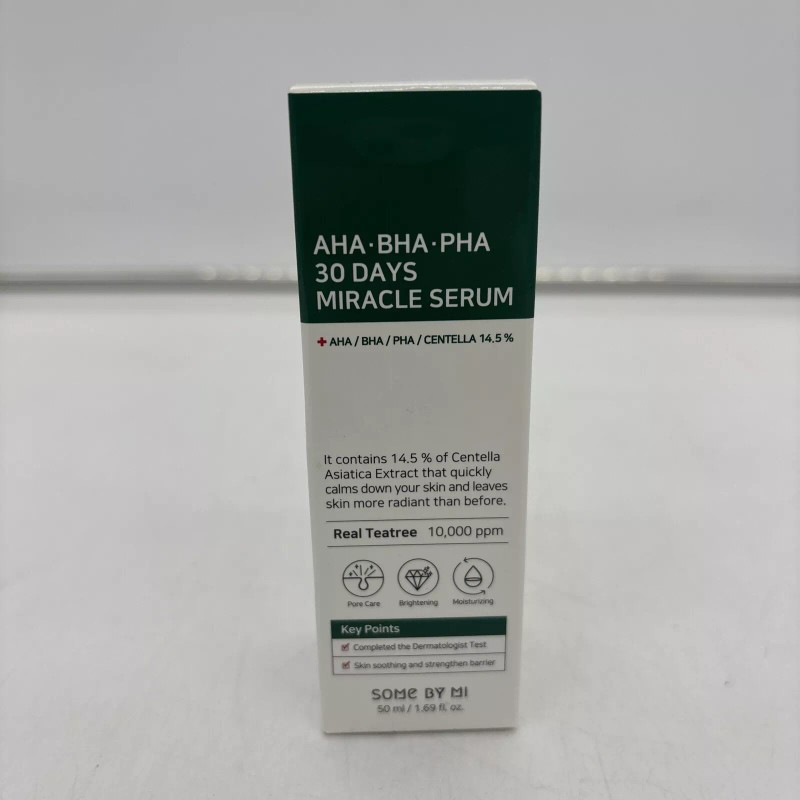 AHA·BHA·PHA
30 DAYS
MIRACLE SERUM
+ AHA / BHA / PHA / CENTELLA 14.5 %
It contains 14.5 % of Centella
Asiatica Extract that quickly
calms down your skin and leaves
skin more radiant than before.
Real Teatree 10,000 ppm
Pore Care Brightening Moisturizing
Key Points
Completed the Dermatologist Test
Skin soothing and strengthen barrier
SOME BY MI
50 ml / 1.69 fl. oz.